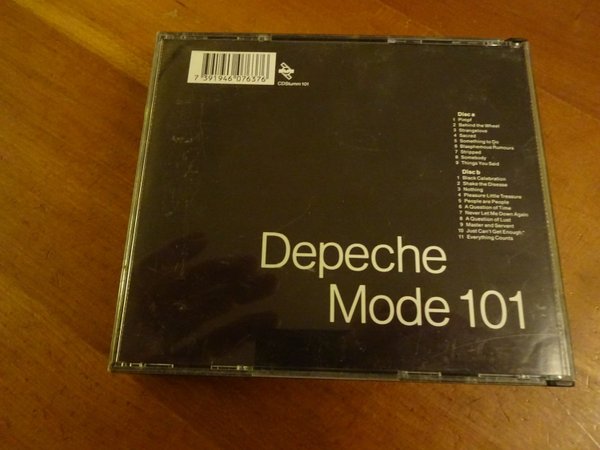 7 391946 076376
CDStumm 101
Disc a
1 Pimpf
2 Behind the Wheel
3 Strangelove
4 Sacred
5 Something to Do
6 Blasphemous Rumours
7 Stripped
8 Somebody
9 Things You Said
Disc b
1 Black Celebration
2 Shake the Disease
3 Nothing
4 Pleasure Little Treasure
5 People are People
6 A Question of Time
7 Never Let Me Down Again
8 A Question of Lust
9 Master and Servant
10 Just Can't Get Enough*
11 Everything Counts
Depeche
Mode 101